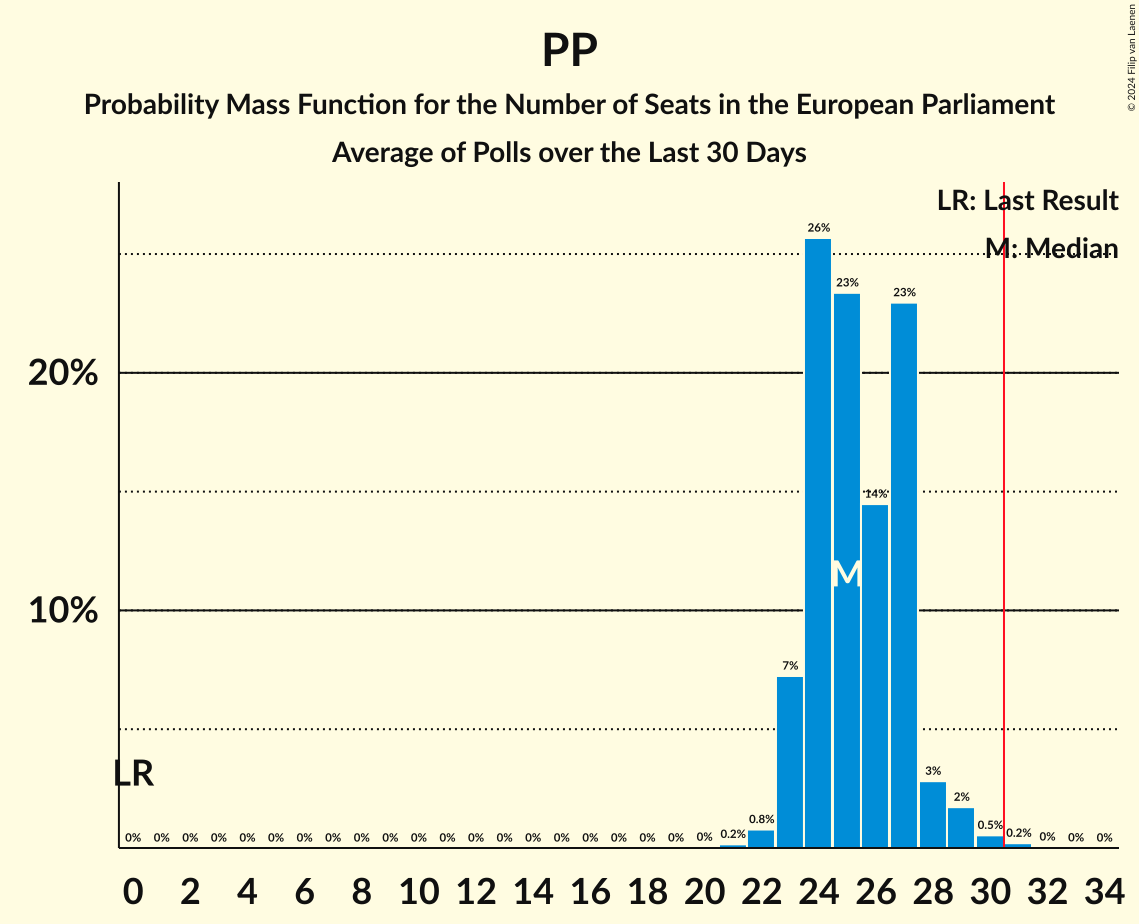 PP
Probability Mass Function for the Number of Seats in the European Parliament
Average of Polls over the Last 30 Days
© 2024 Filip van Laenen
LR: Last Result
M: Median
20%
10%
26%
23%
23%
14%
M
7%
LR
3%
2%
0% 0% 0% 0% 0% 0% 0% 0% 0% 0% 0% 0% 0% 0% 0% 0% 0% 0% 0% 0% 0% 0.2% 0.8% 0.5% 0.2% 0% 0% 0%
0 2 4 6 8 10 12 14 16 18 20 22 24 26 28 30 32 34